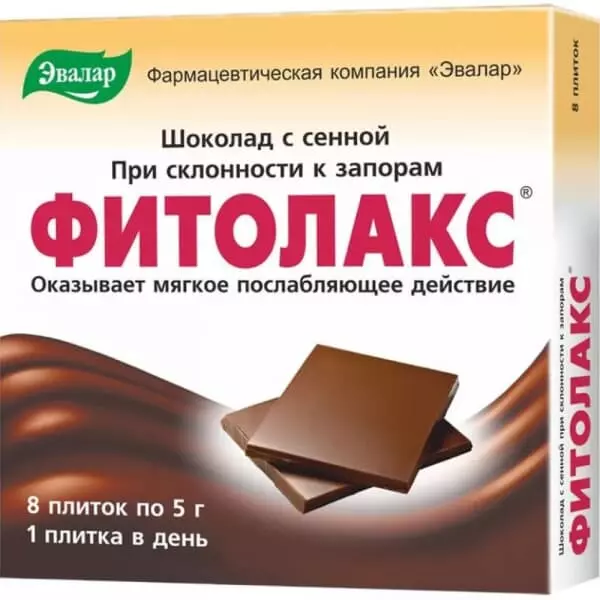 Эвалар
Фармацевтическая компания «Эвалар»
Шоколад с сенной
При склонности к запорам
ФИТОЛАКС®
Оказывает мягкое послабляющее действие
8 плиток по 5 г
1 плитка в день
8 плиток
Шоколад с сенной при склонности к запорам
ФИТОЛАКС®